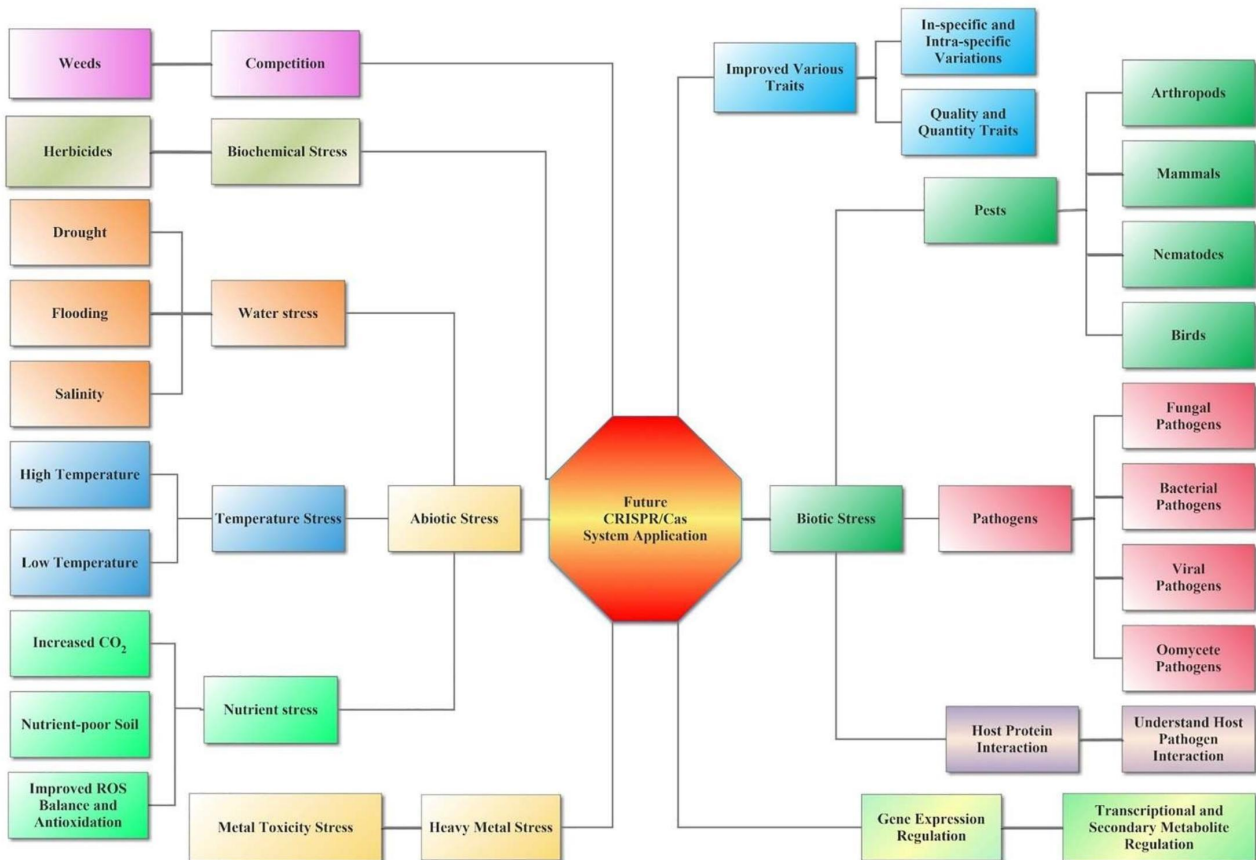 Weeds
Competition
Herbicides
Biochemical Stress
Drought
Flooding
Salinity
Water stress
High Temperature
Low Temperature
Temperature Stress
Abiotic Stress
Increased CO₂
Nutrient-poor Soil
Improved ROS
Balance and
Antioxidation
Nutrient stress
Metal Toxicity Stress
Heavy Metal Stress
Future
CRISPR/Cas
System Application
Improved Various
Traits
In-specific and
Intra-specific
Variations
Quality and
Quantity Traits
Biotic Stress
Pests
Arthropods
Mammals
Nematodes
Birds
Pathogens
Fungal
Pathogens
Bacterial
Pathogens
Viral
Pathogens
Oomycete
Pathogens
Host Protein
Interaction
Understand Host
Pathogen
Interaction
Gene Expression
Regulation
Transcriptional and
Secondary Metabolite
Regulation